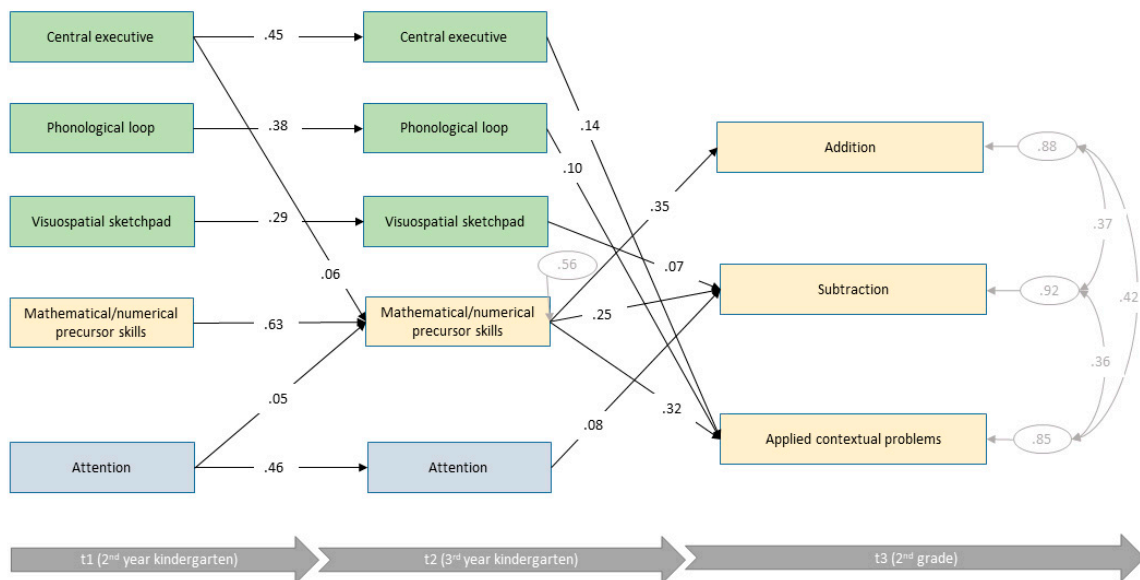 Central executive
.45
Central executive
Phonological loop
.38
Phonological loop
.14
.10
Addition
.88
Visuospatial sketchpad
.29
Visuospatial sketchpad
.35
.37
.06
.56
.07
Mathematical/numerical
precursor skills
.63
Mathematical/numerical
precursor skills
.25
Subtraction
.92
.42
.36
.05
.32
.08
Attention
.46
Attention
Applied contextual problems
.85
t1 (2nd year kindergarten)
t2 (3rd year kindergarten)
t3 (2nd grade)